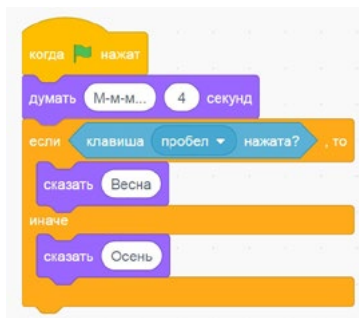 когда нажат
думать М-м-м... 4 секунд
если клавиша пробел нажата? , то
сказать Весна
иначе
сказать Осень